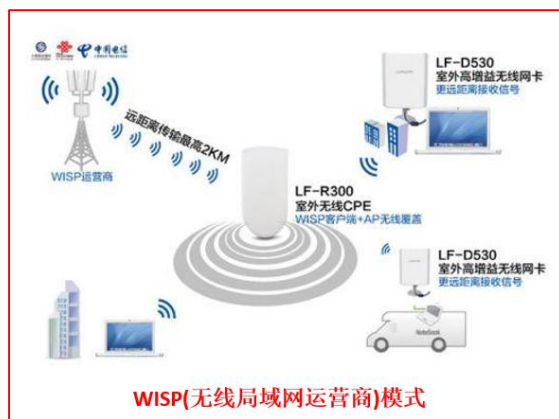 中国电信
WISP运营商
远距离传输最高2KM
LF-R300
室外无线CPE
WISP客户端+AP无线覆盖
LF-D530
室外高增益无线网卡
更远距离接收信号
LF-D530
室外高增益无线网卡
更远距离接收信号
NoteBook
WISP(无线局域网运营商)模式